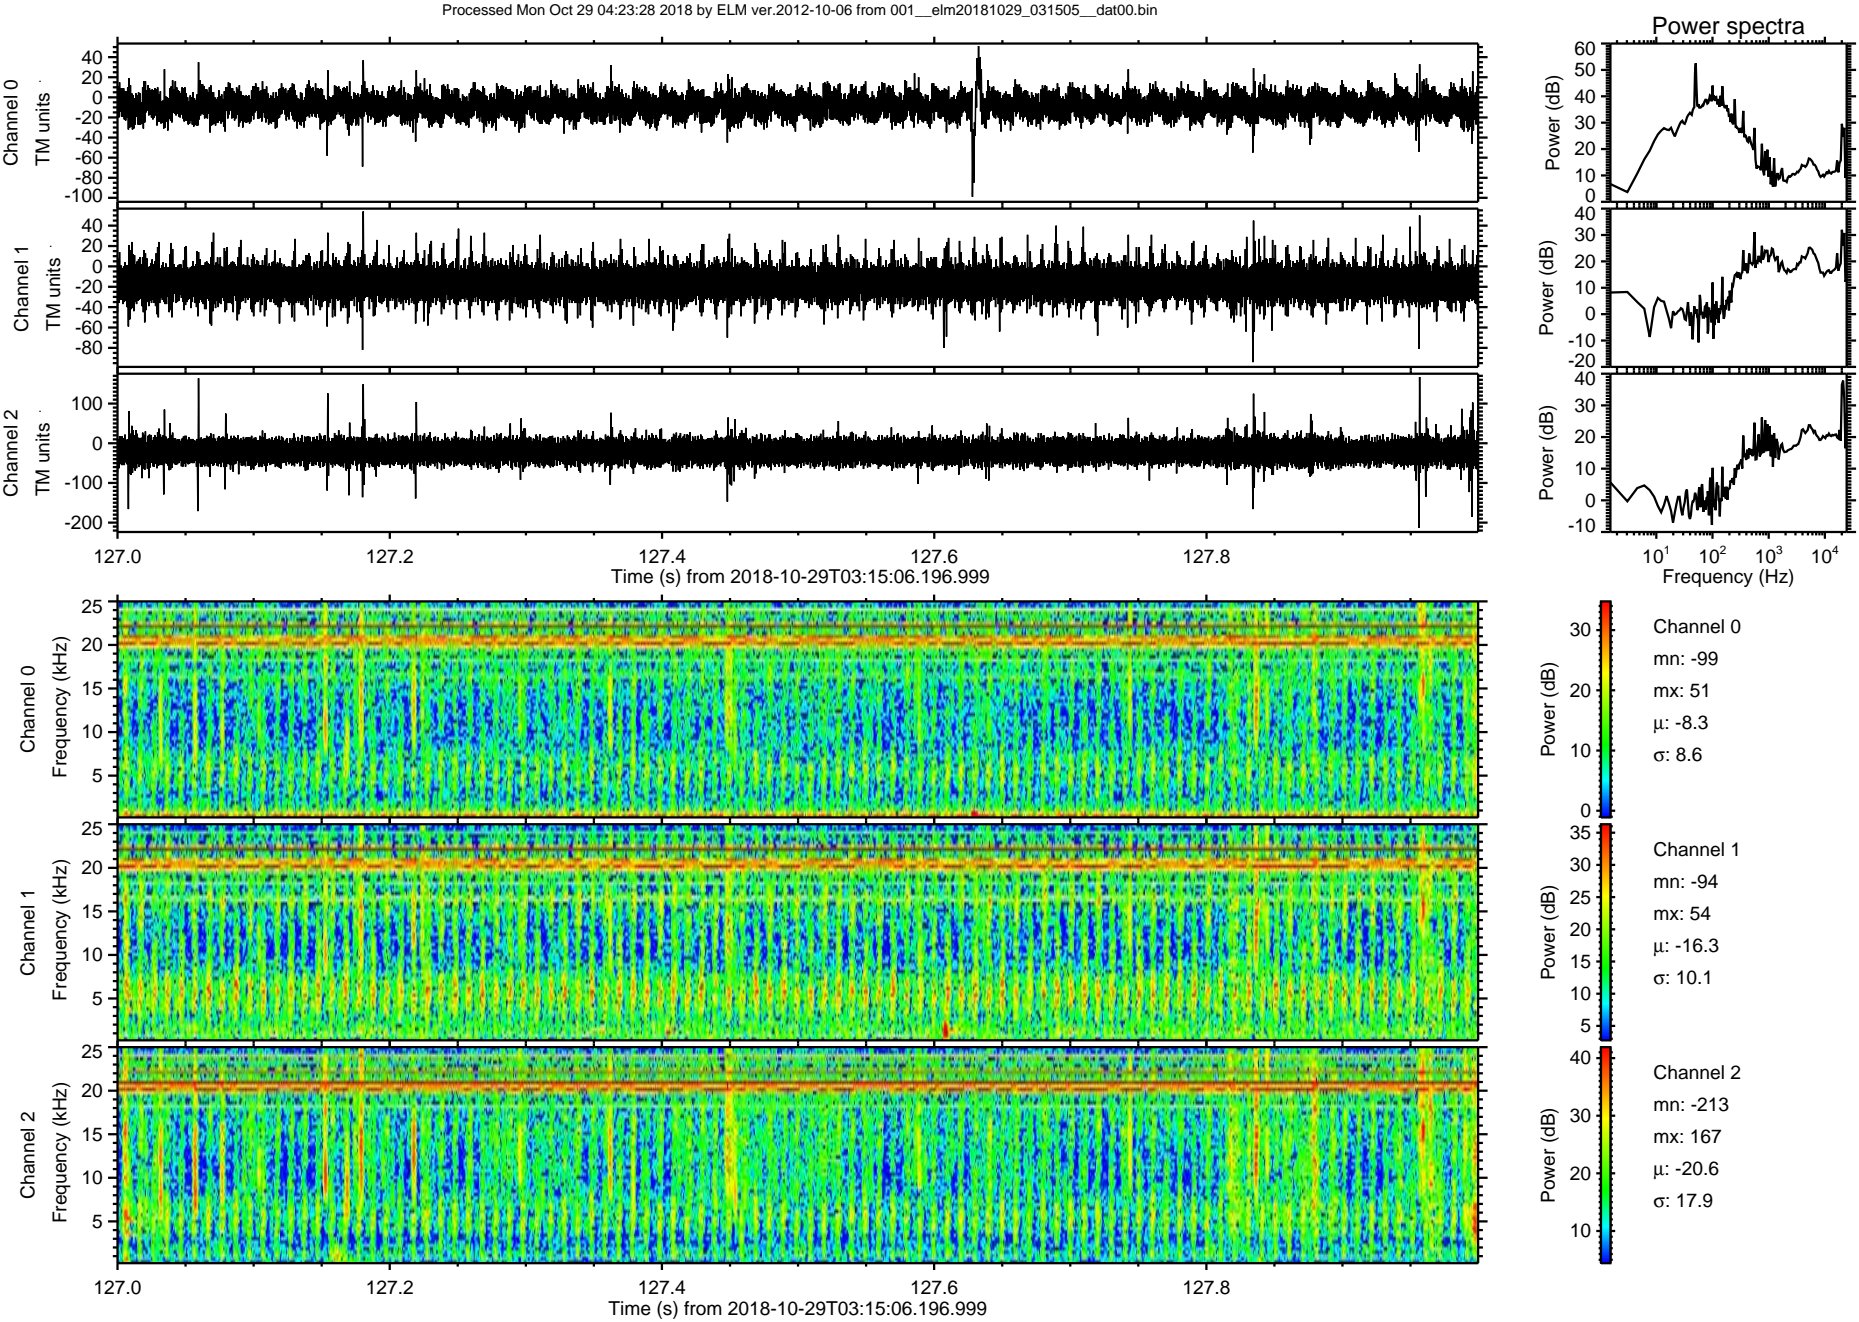 Processed Mon Oct 29 04:23:28 2018 by ELM ver.2012-10-06 from 001__elm20181029_031505__dat00.bin
Power spectra
Channel 0
TM units
40
20
0
-20
-40
-60
-80
-100
Power (dB)
60
50
40
30
20
10
0
Channel 1
TM units
40
20
0
-20
-40
-60
-80
Power (dB)
40
30
20
10
0
-10
-20
Channel 2
TM units
100
0
-100
-200
Power (dB)
40
30
20
10
0
-10
127.0 127.2 127.4 127.6 127.8
Time (s) from 2018-10-29T03:15:06.196.999
10¹ 10² 10³ 10⁴
Frequency (Hz)
Channel 0
Frequency (kHz)
25
20
15
10
5
Power (dB)
30
20
10
0
Channel 0
mn: -99
mx: 51
μ: -8.3
σ: 8.6
Channel 1
Frequency (kHz)
25
20
15
10
5
Power (dB)
35
30
25
20
15
10
5
Channel 1
mn: -94
mx: 54
μ: -16.3
σ: 10.1
Channel 2
Frequency (kHz)
25
20
15
10
5
Power (dB)
40
30
20
10
Channel 2
mn: -213
mx: 167
μ: -20.6
σ: 17.9
127.0 127.2 127.4 127.6 127.8
Time (s) from 2018-10-29T03:15:06.196.999